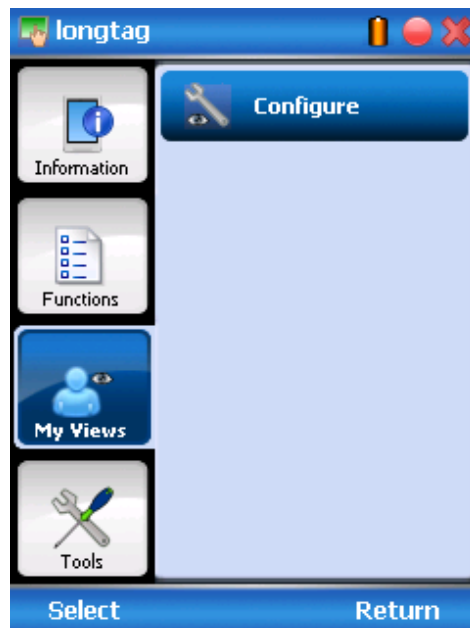 longtag
Information
Configure
Functions
My Views
Tools
Select
Return